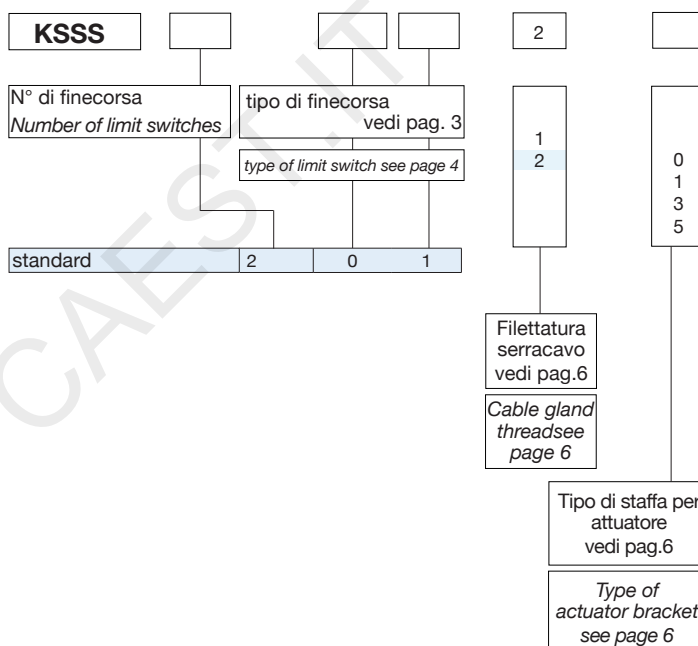 KSSS
2
N° di finecorsa
Number of limit switches
tipo di finecorsa
vedi pag. 3
type of limit switch see page 4
1
2
0
1
3
5
standard 2 0 1
Filettatura
serracavo
vedi pag.6
Cable gland
threadsee
page 6
Tipo di staffa per
attuatore
vedi pag.6
Type of
actuator bracket
see page 6
CAEST.IT